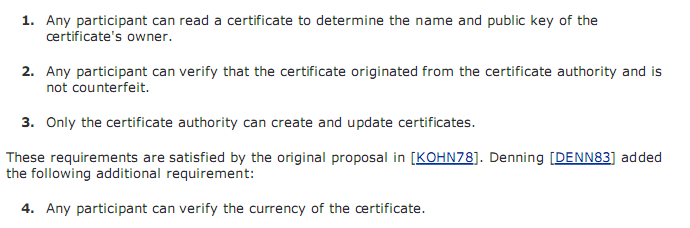 1. Any participant can read a certificate to determine the name and public key of the
certificate's owner.
2. Any participant can verify that the certificate originated from the certificate authority and is
not counterfeit.
3. Only the certificate authority can create and update certificates.
These requirements are satisfied by the original proposal in [KOHN78]. Denning [DENN83] added
the following additional requirement:
4. Any participant can verify the currency of the certificate.